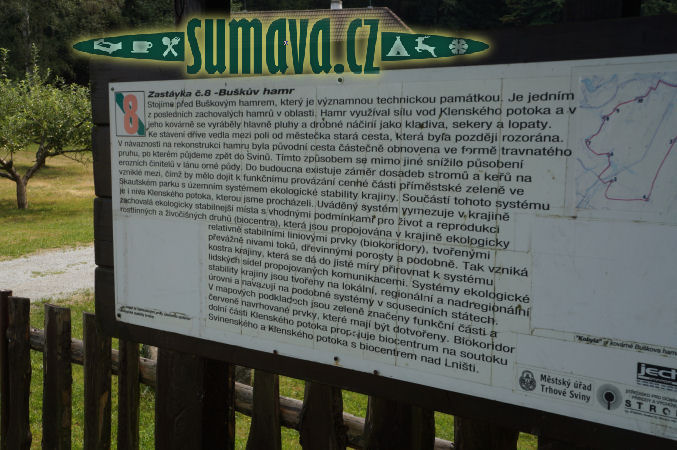 sumava.cz
8
Zastávka č.8 -Buškův hamr
Stojíme před Buškovým hamrem, který je významnou technickou památkou. Je jedním
z posledních zachovalých hamrů v oblasti. Hamr využíval sílu vod Klenského potoka a v
jeho kovárně se vyráběly hlavně pluhy a drobné náčiní jako kladiva, sekery a lopaty.
Ke stavení dříve vedla mezi poli od městečka stará cesta, která byla později rozorána.
V návaznosti na rekonstrukci hamru byla původní cesta částečně obnovena ve formě travnatého
pruhu, po kterém půjdeme zpět do Svinů. Tímto způsobem se mimo jiné snížilo působení
erozních činitelů v lánu orné půdy. Do budoucna existuje záměr dosadeb stromů a keřů na
vzniklé mezi, čímž by mělo dojít k funkčnímu provázání cenné části příměstské zeleně ve
Skautském parku s územním systémem ekologické stability krajiny. Součástí tohoto systému
je i niva Klenského potoka, kterou jsme procházeli. Uváděný systém vymezuje v krajině
zachovalá ekologicky stabilnější místa s vhodnými podmínkami pro život a reprodukci
rostlinných a živočišných druhů (biocentra), která jsou propojována v krajině ekologicky
relativně stabilními liniovými prvky (biokoridory), tvořenými
převážně nivami toků, dřevinnými porosty a podobně. Tak vzniká
kostra krajiny, která se dá do jisté míry přirovnat k systému
lidských sídel propojovaných komunikacemi. Systémy ekologické
stability krajiny jsou tvořeny na lokální, regionální a nadregionální
úrovni a navazují na podobné systémy v sousedních státech.
V mapových podkladech jsou zeleně značeny funkční části a
červeně navrhované prvky, které mají být dotvořeny. Biokoridor
dolní části Klenského potoka propojuje biocentrum na soutoku
Svinenského a Klenského potoka s biocentrem nad Lništi.
"Kobyla" z kovárně Buškova hamru
Městský úřad
Trhové Sviny